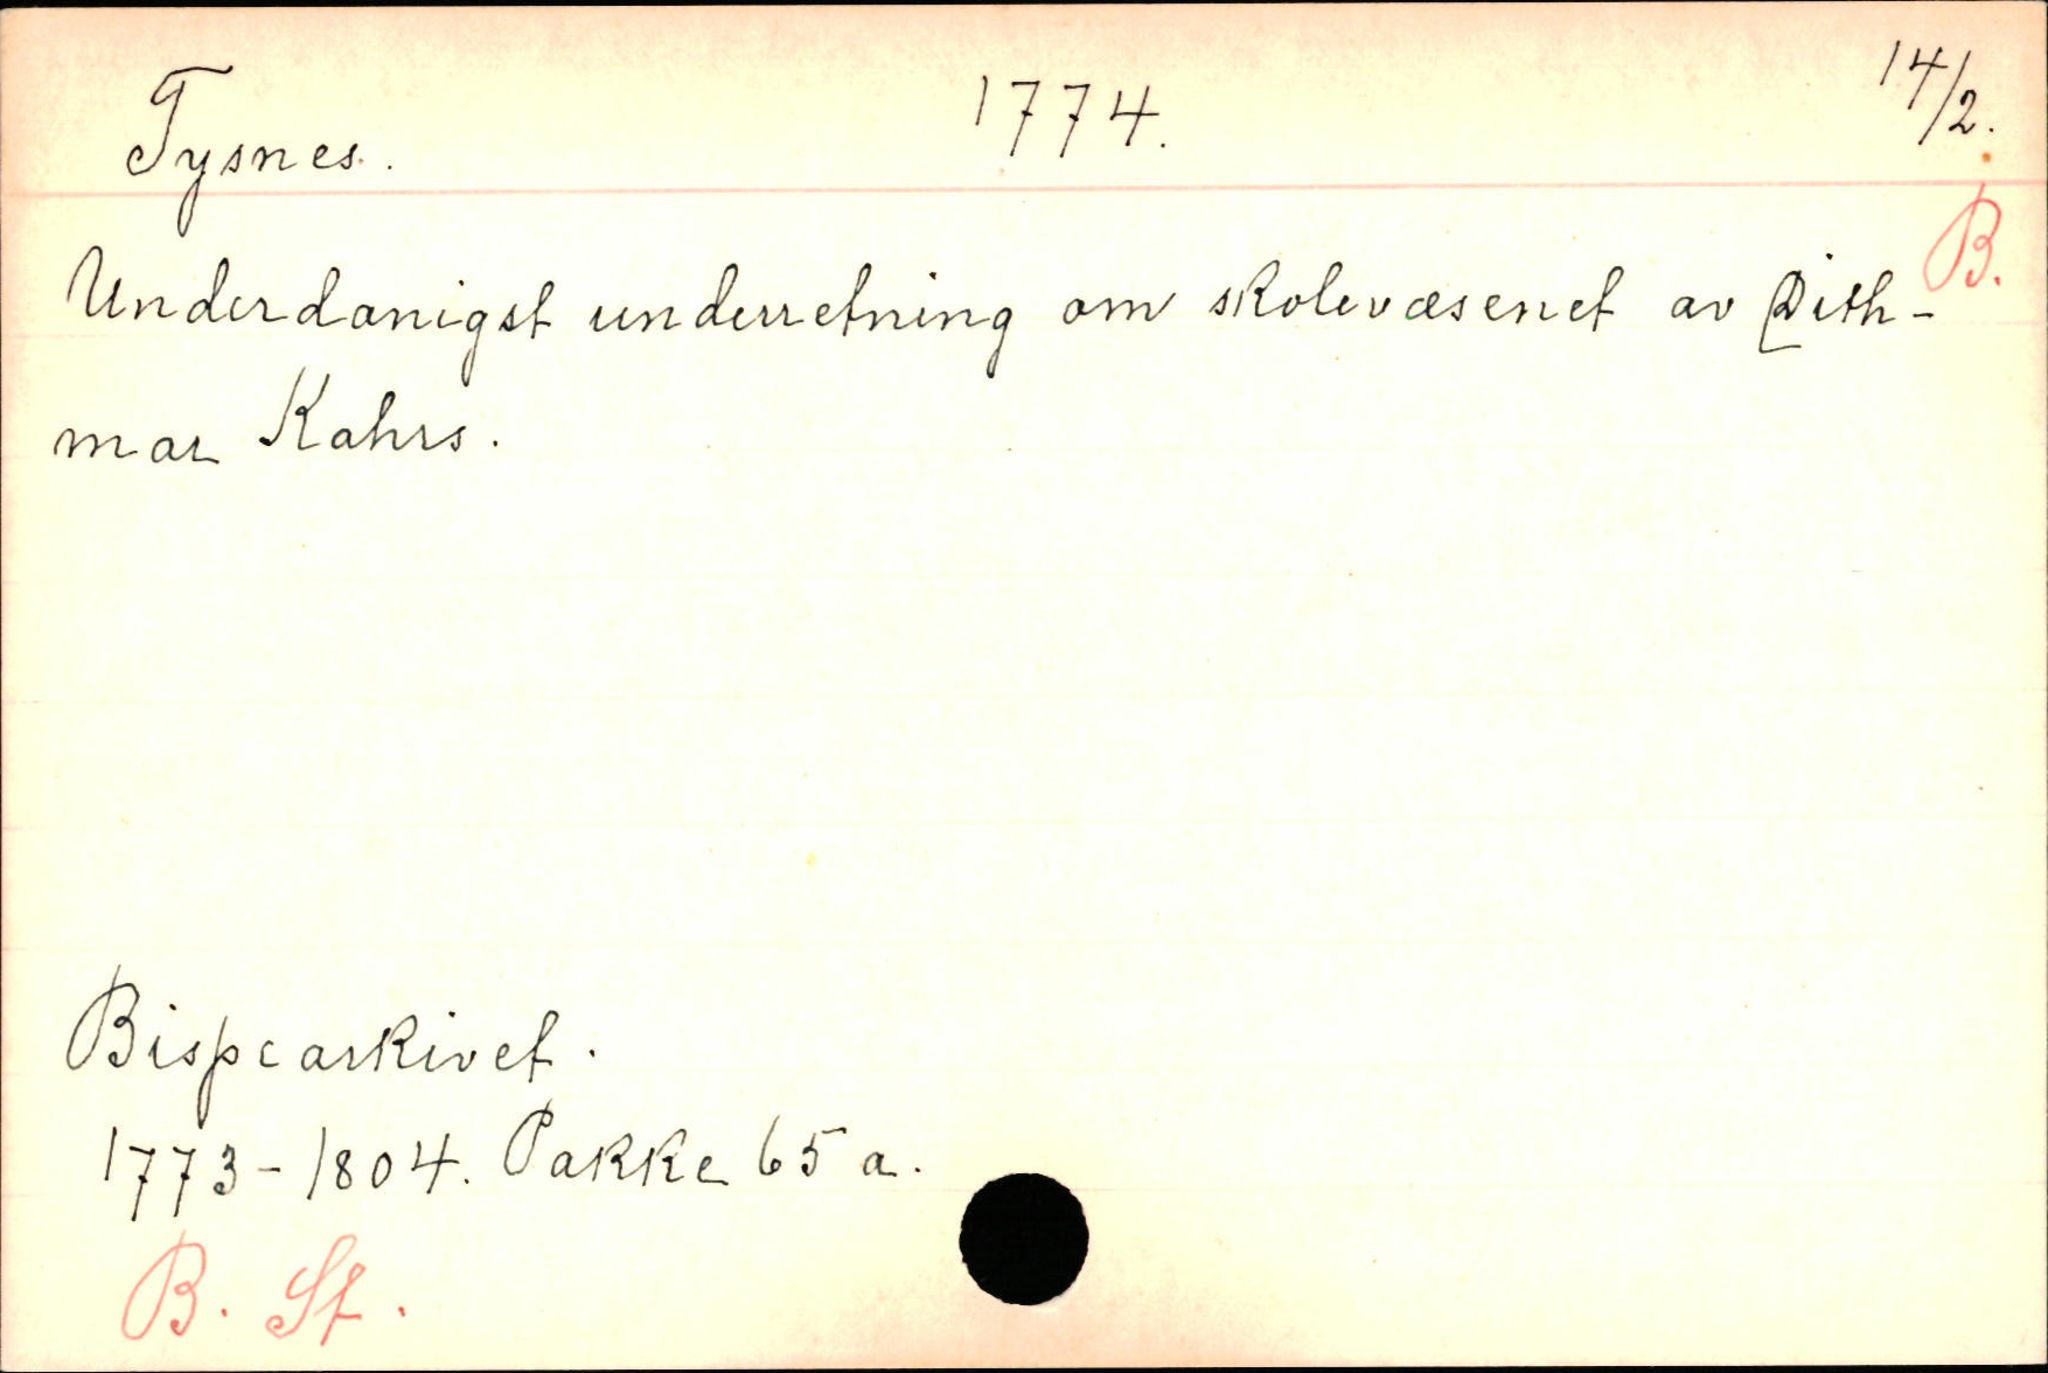 Tysnes. 1774. 14/2.
B.
Underdanigst underretning om skolevæsenet av Dith-
mar Kahrs.
Bispearkivet.
1773-1804. Pakke 65 a.
B. St.